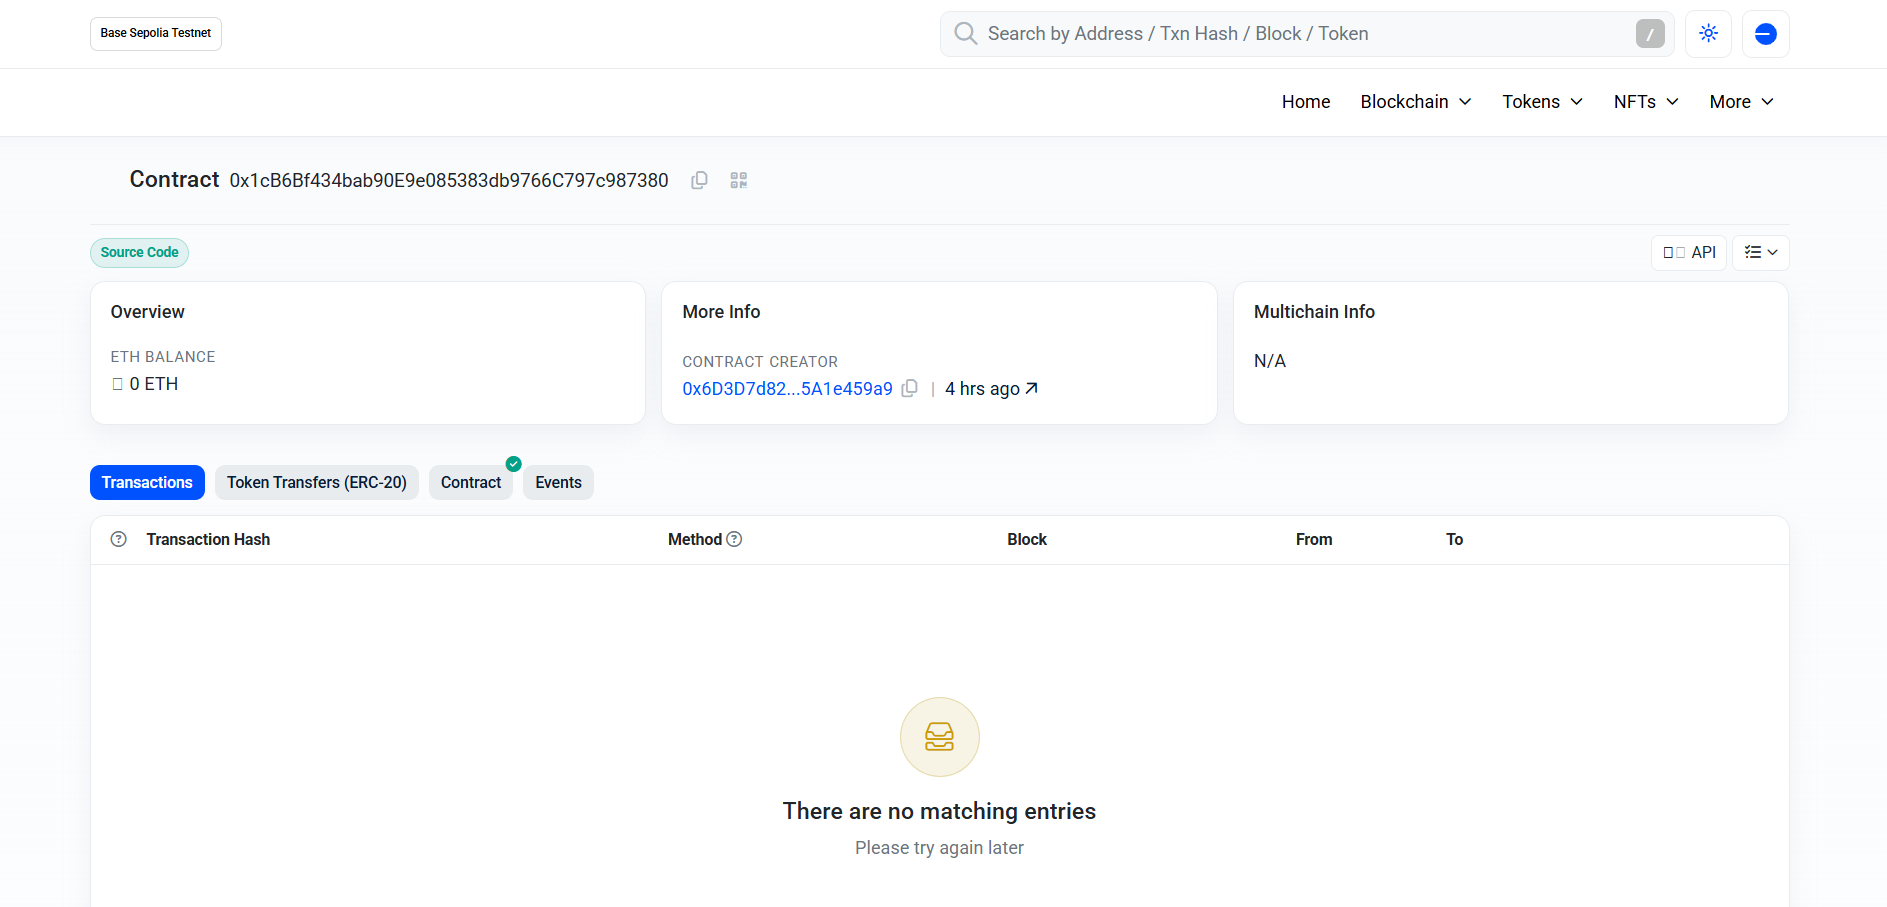 Base Sepolia Testnet
Search by Address / Txn Hash / Block / Token
/
Home Blockchain Tokens NFTs More
Contract 0x1cB6Bf434bab90E9e085383db9766C797c987380
Source Code
API
Overview
ETH BALANCE
0 ETH
More Info
CONTRACT CREATOR
0x6D3D7d82...5A1e459a9 | 4 hrs ago
Multichain Info
N/A
Transactions Token Transfers (ERC-20) Contract Events
? Transaction Hash Method ? Block From To
There are no matching entries
Please try again later